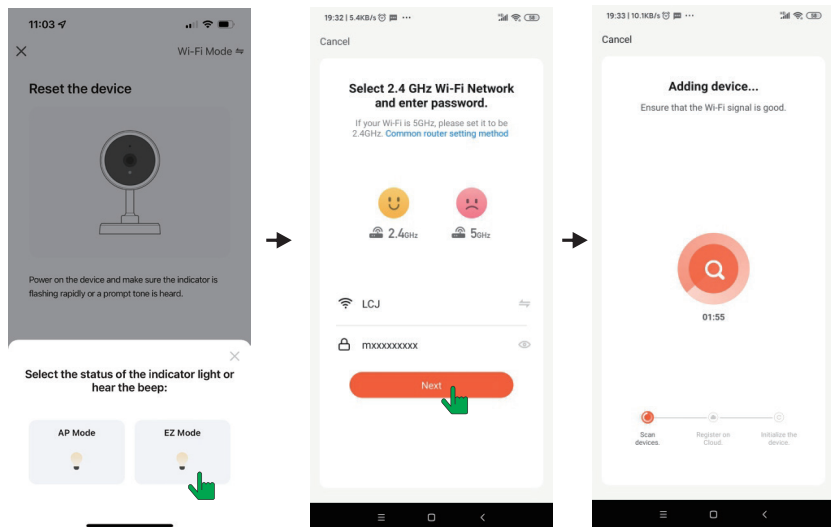 11:03
Wi-Fi Mode
Reset the device
Power on the device and make sure the indicator is
flashing rapidly or a prompt tone is heard.
Select the status of the indicator light or
hear the beep:
AP Mode
EZ Mode
19:32 | 5.4KB/s
Cancel
Select 2.4 GHz Wi-Fi Network
and enter password.
If your Wi-Fi is 5GHz, please set it to be
2.4GHz. Common router setting method
2.4GHz
5GHz
LCJ
mxxxxxxxxx
Next
19:33 | 10.1KB/s
Cancel
Adding device...
Ensure that the Wi-Fi signal is good.
01:55
Scan
devices.
Register on
Cloud.
Initialize the
device.